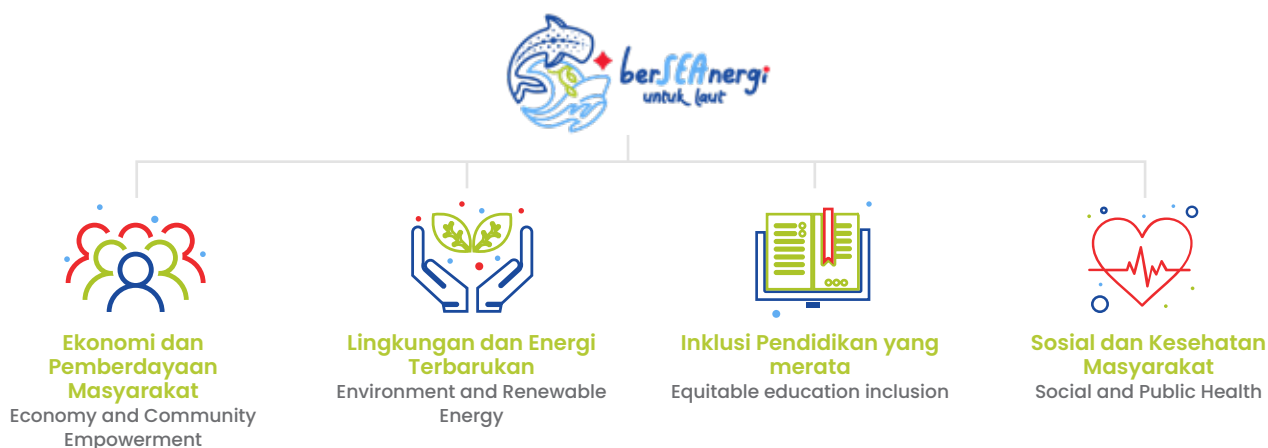 berSEAnergi
untuk laut
Ekonomi dan
Pemberdayaan
Masyarakat
Economy and Community
Empowerment
Lingkungan dan Energi
Terbarukan
Environment and Renewable
Energy
Inklusi Pendidikan yang
merata
Equitable education inclusion
Sosial dan Kesehatan
Masyarakat
Social and Public Health